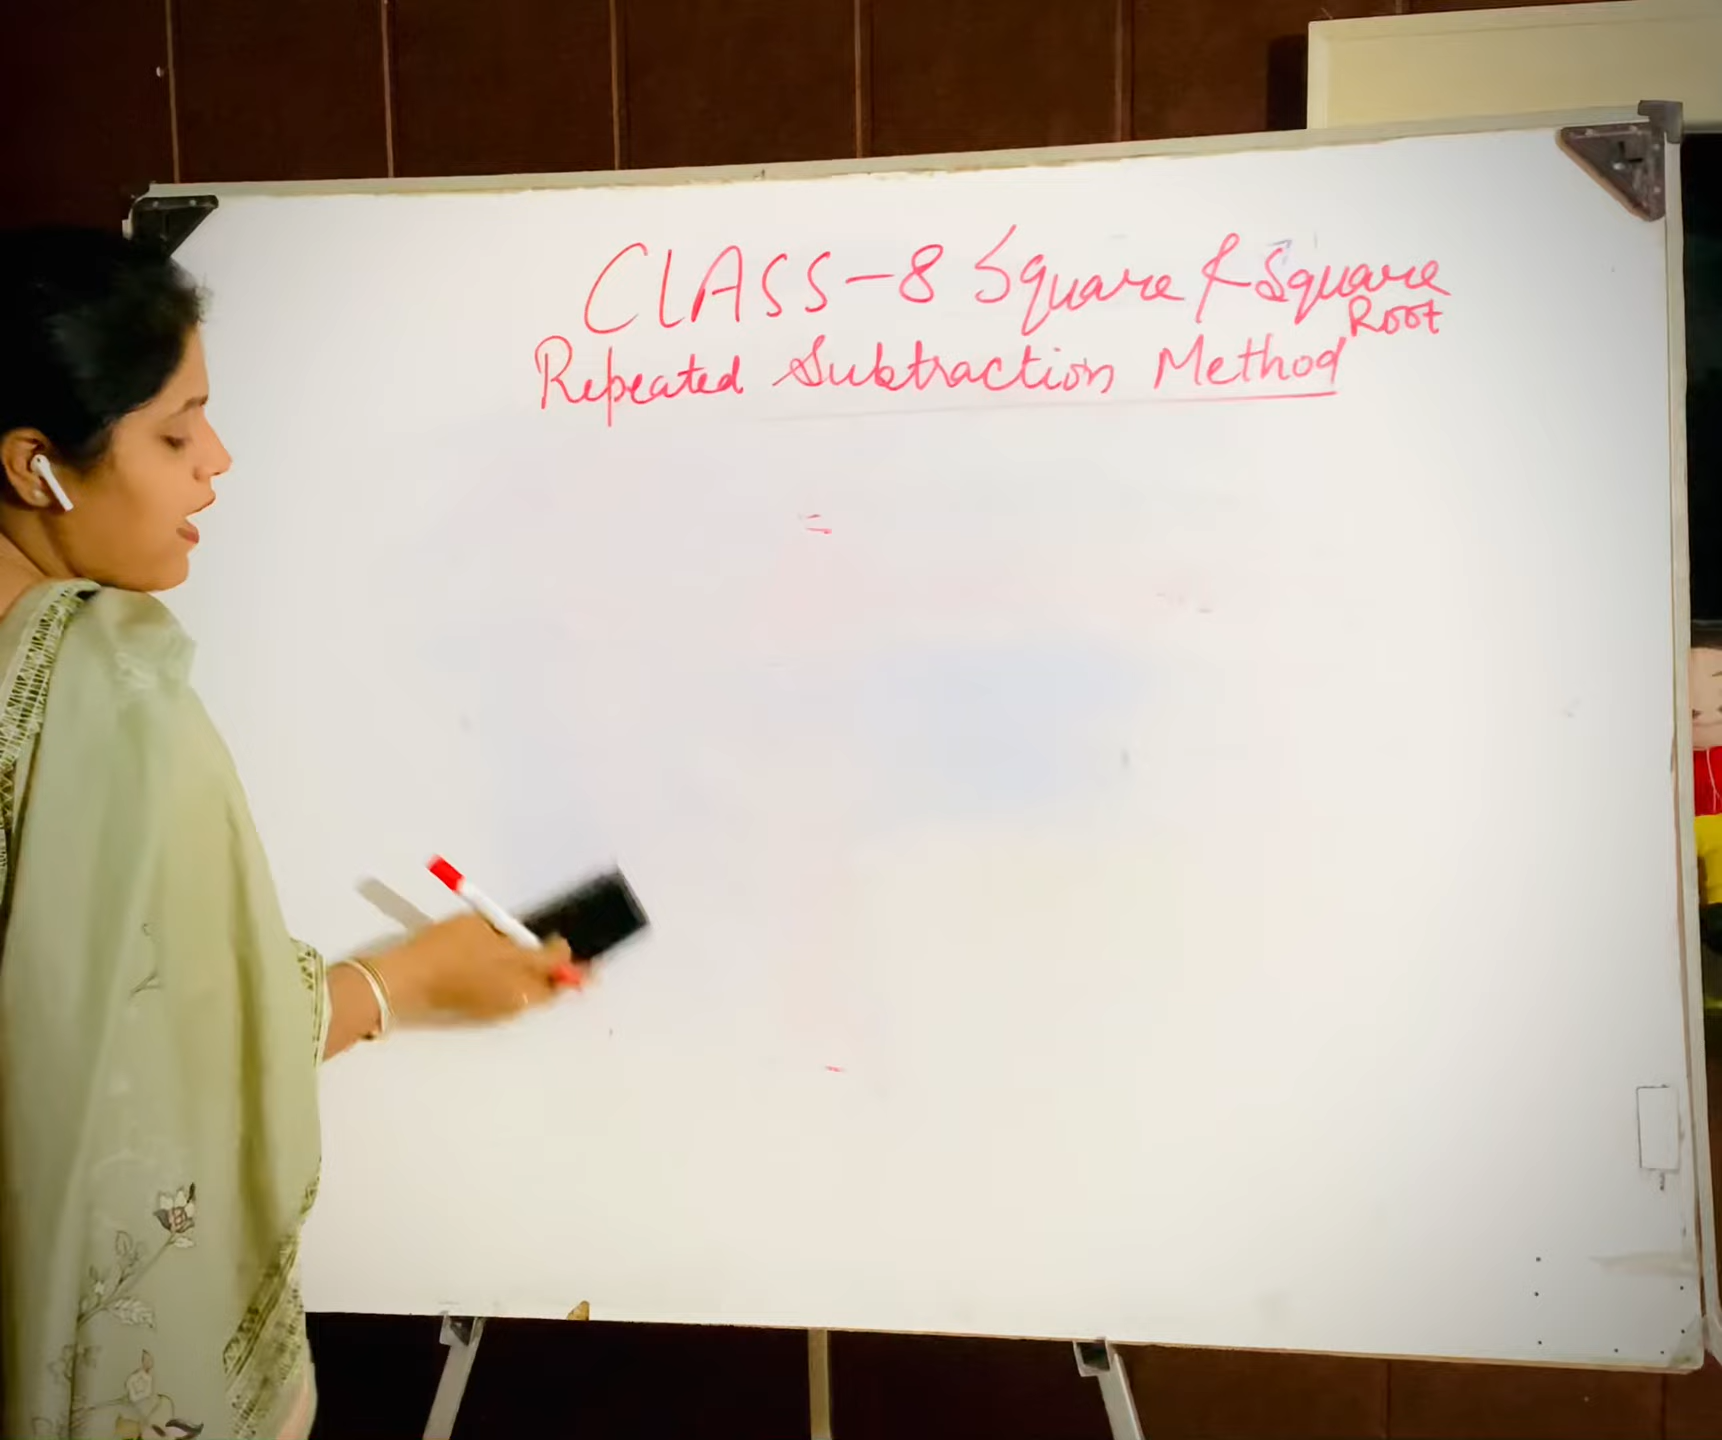 CLASS-8 Square & Square
Root
Repeated Subtraction Method
=